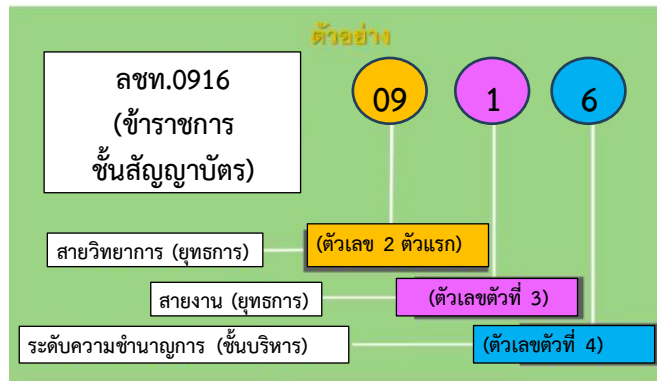 ตัวอย่าง
ลชท.0916
(ข้าราชการ
ชั้นสัญญาบัตร)
09 1 6
สายวิทยาการ (ยุทธการ) (ตัวเลข 2 ตัวแรก)
สายงาน (ยุทธการ) (ตัวเลขตัวที่ 3)
ระดับความชำนาญการ (ชั้นบริหาร) (ตัวเลขตัวที่ 4)